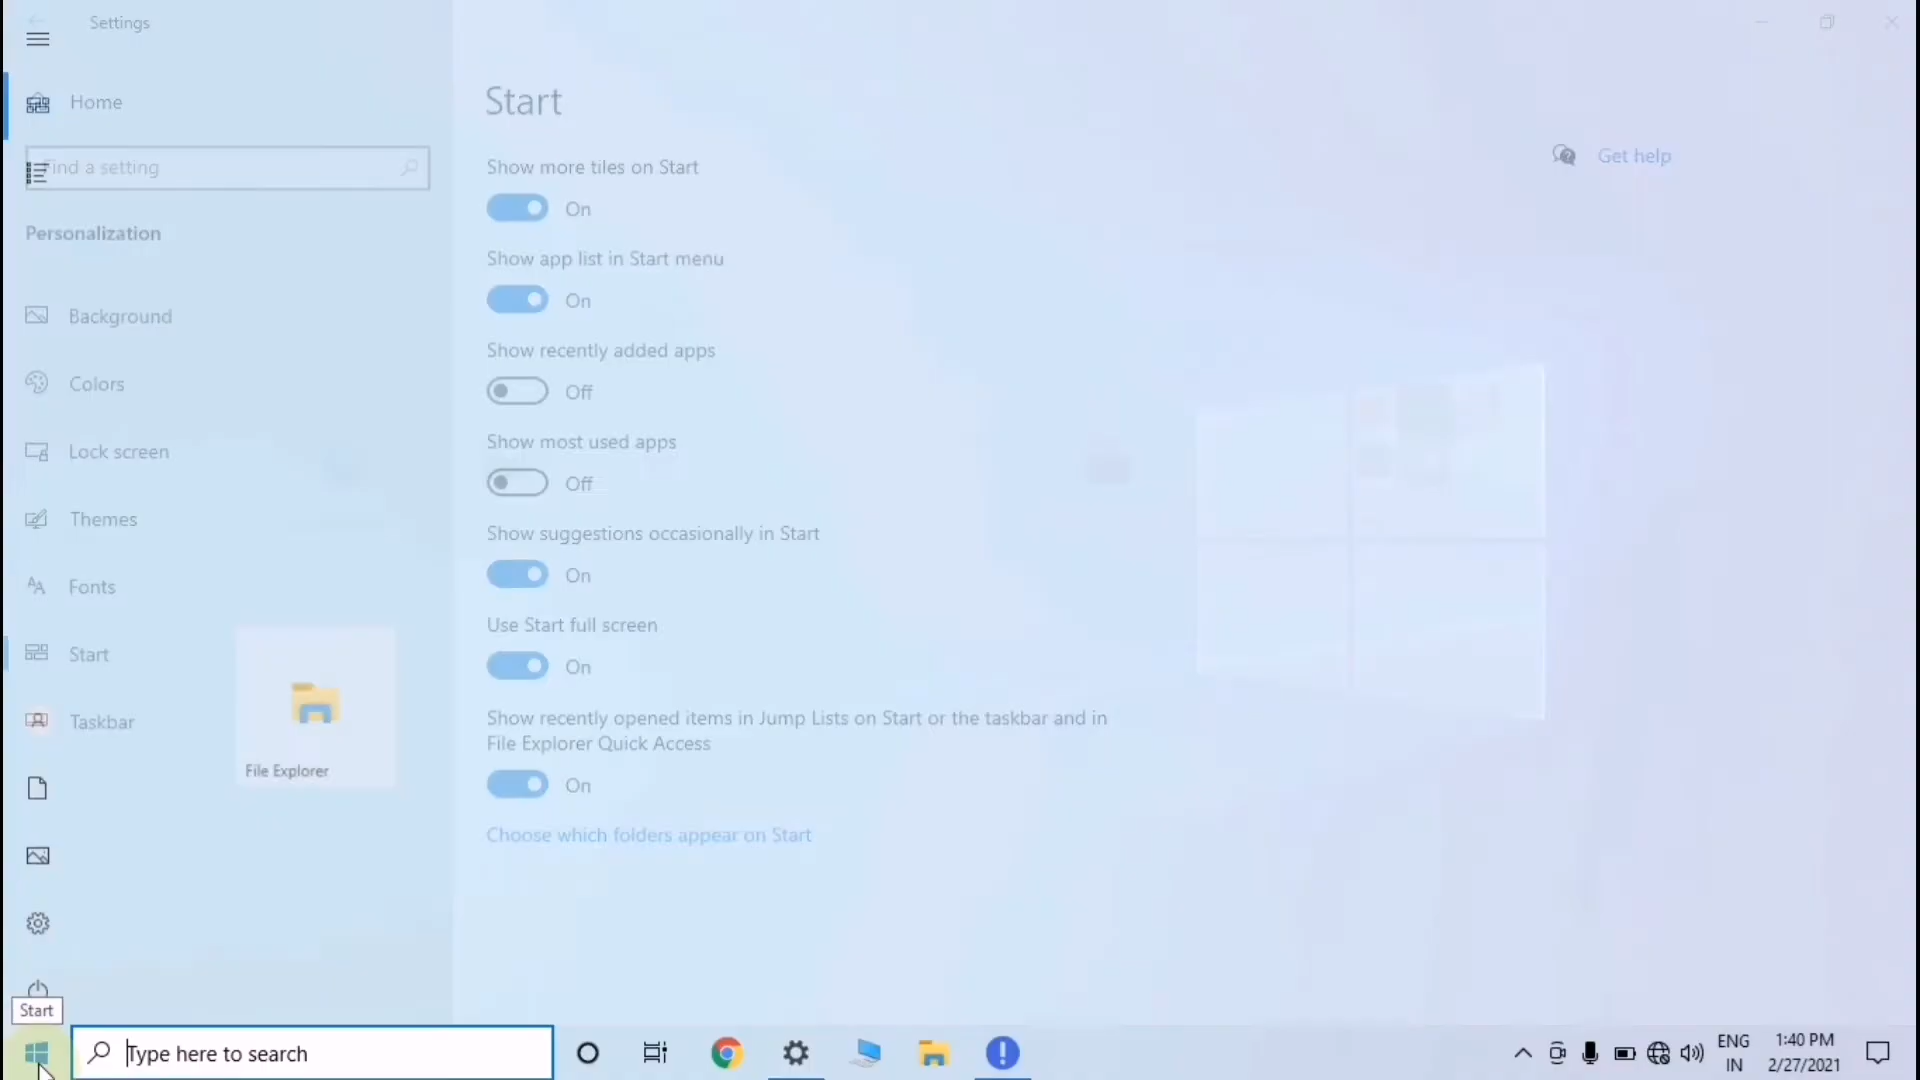 Settings
Home
Find a setting
Personalization
Background
Colors
Lock screen
Themes
Fonts
Start
Taskbar
File Explorer
Start
Show more tiles on Start
On
Show app list in Start menu
On
Show recently added apps
Off
Show most used apps
Off
Show suggestions occasionally in Start
On
Use Start full screen
On
Show recently opened items in Jump Lists on Start or the taskbar and in
File Explorer Quick Access
On
Choose which folders appear on Start
Get help
Start
Type here to search
ENG
IN
1:40 PM
2/27/2021